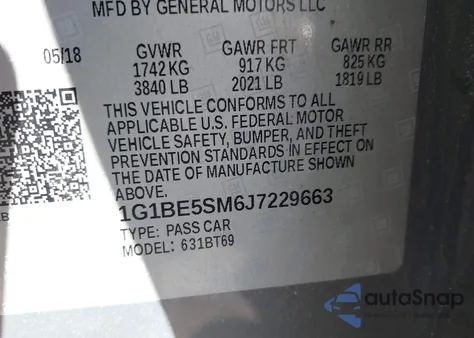 MFD BY GENERAL MOTORS LLC
05/18 GVWR GAWR FRT GAWR RR
1742 KG 917 KG 825 KG
3840 LB 2021 LB 1819 LB
THIS VEHICLE CONFORMS TO ALL
APPLICABLE U.S. FEDERAL MOTOR
VEHICLE SAFETY, BUMPER, AND THEFT
PREVENTION STANDARDS IN EFFECT ON
THE DATE OF MANUFACTURE SHOWN
ABOVE.
1G1BE5SM6J7229663
TYPE: PASS CAR
MODEL: 631BT69
autoSnap